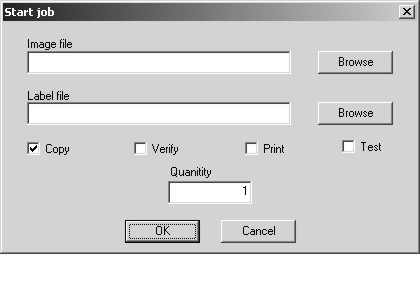 Start job
Image file
Browse
Label file
Browse
Copy Verify Print Test
Quanitity
1
OK Cancel